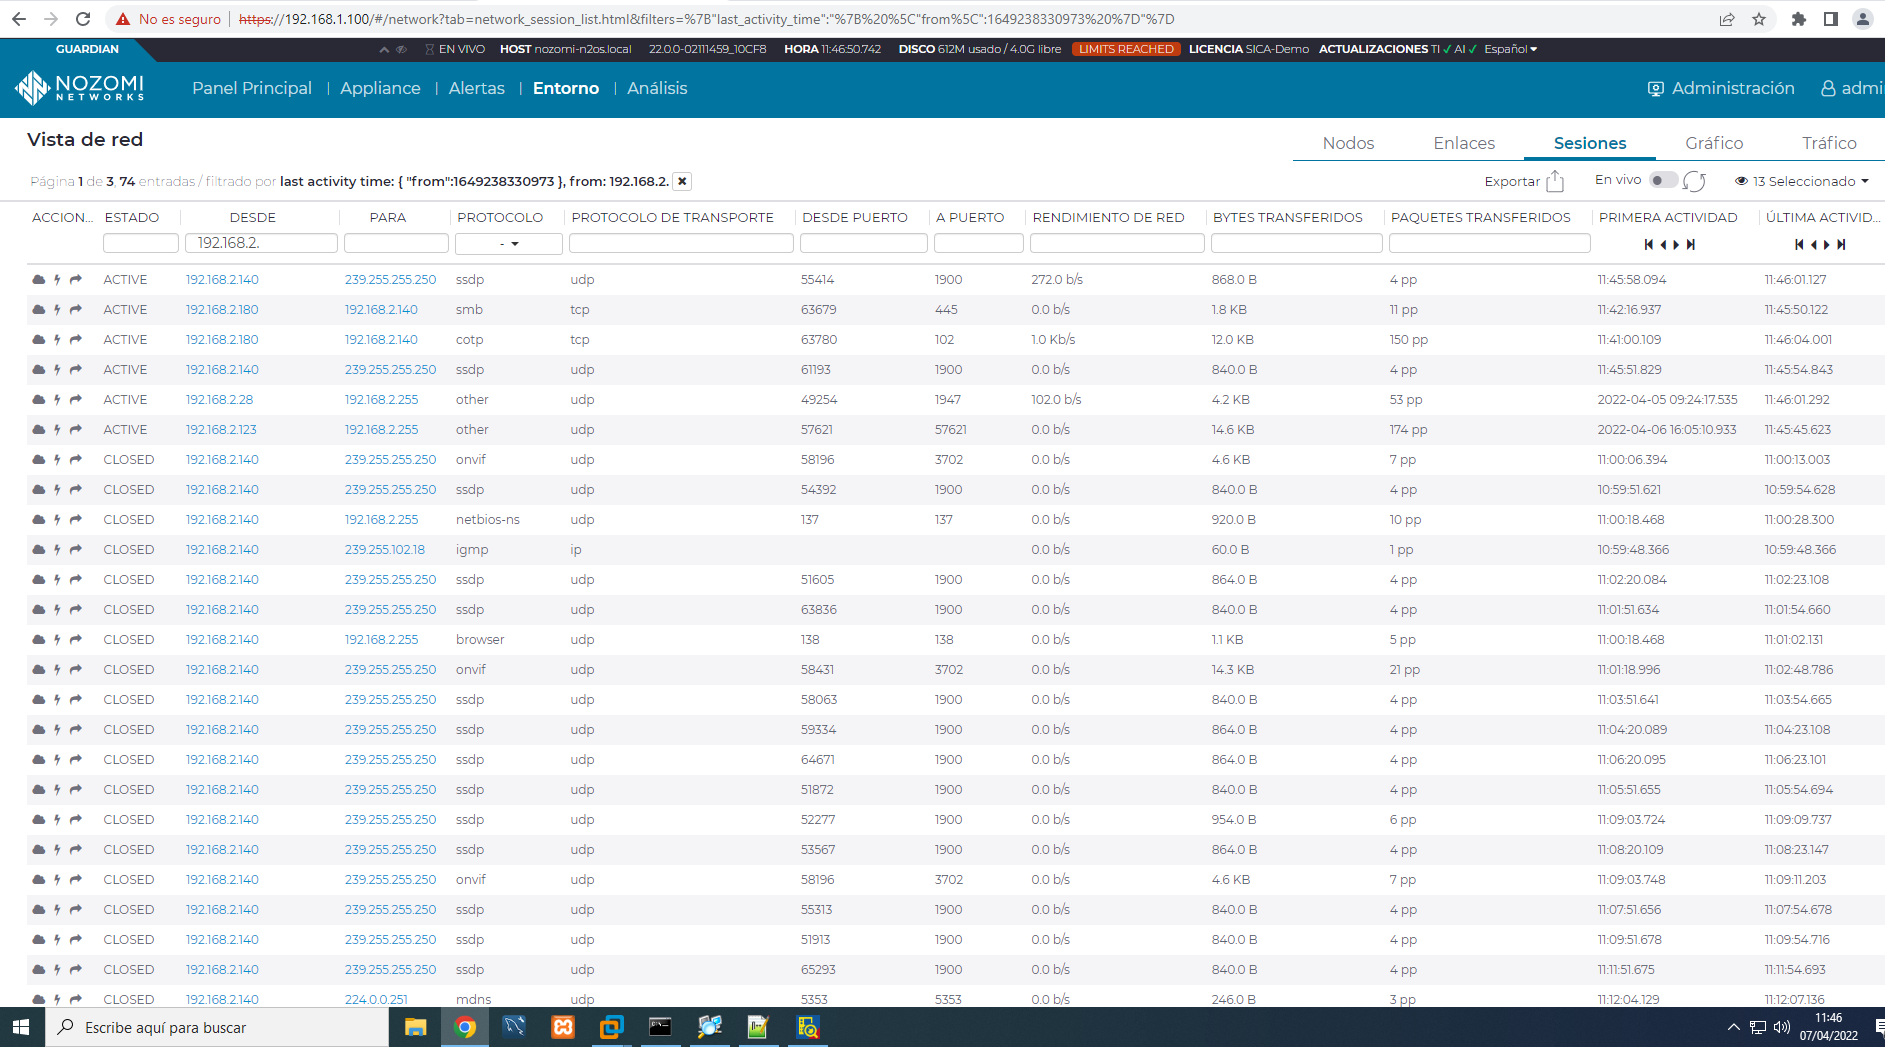 No es seguro | https://192.168.1.100/#/network?tab=network_session_list.html&filters=%7B"last_activity_time":"%7B%20%5C"from%5C":1649238330973%20%7D"%7D
GUARDIAN EN VIVO HOST nozomi-n2os.local 22.0.0-02111459_10CF8 HORA 11:46:50.742 DISCO 612M usado / 4.0G libre LIMITS REACHED LICENCIA SICA-Demo ACTUALIZACIONES TI ✓ AI ✓ Español
NOZOMI NETWORKS Panel Principal | Appliance | Alertas | Entorno | Análisis Administración admi
Vista de red Nodos Enlaces Sesiones Gráfico Tráfico
Página 1 de 3, 74 entradas / filtrado por last activity time: { "from":1649238330973 }, from: 192.168.2. Exportar En vivo 13 Seleccionado
ACCION... ESTADO DESDE PARA PROTOCOLO PROTOCOLO DE TRANSPORTE DESDE PUERTO A PUERTO RENDIMIENTO DE RED BYTES TRANSFERIDOS PAQUETES TRANSFERIDOS PRIMERA ACTIVIDAD ÚLTIMA ACTIVID...
192.168.2. -
ACTIVE 192.168.2.140 239.255.255.250 ssdp udp 55414 1900 272.0 b/s 868.0 B 4 pp 11:45:58.094 11:46:01.127
ACTIVE 192.168.2.180 192.168.2.140 smb tcp 63679 445 0.0 b/s 1.8 KB 11 pp 11:42:16.937 11:45:50.122
ACTIVE 192.168.2.180 192.168.2.140 cotp tcp 63780 102 1.0 Kb/s 12.0 KB 150 pp 11:41:00.109 11:46:04.001
ACTIVE 192.168.2.140 239.255.255.250 ssdp udp 61193 1900 0.0 b/s 840.0 B 4 pp 11:45:51.829 11:45:54.843
ACTIVE 192.168.2.28 192.168.2.255 other udp 49254 1947 102.0 b/s 4.2 KB 53 pp 2022-04-05 09:24:17.535 11:46:01.292
ACTIVE 192.168.2.123 192.168.2.255 other udp 57621 57621 0.0 b/s 14.6 KB 174 pp 2022-04-06 16:05:10.933 11:45:45.623
CLOSED 192.168.2.140 239.255.255.250 onvif udp 58196 3702 0.0 b/s 4.6 KB 7 pp 11:00:06.394 11:00:13.003
CLOSED 192.168.2.140 239.255.255.250 ssdp udp 54392 1900 0.0 b/s 840.0 B 4 pp 10:59:51.621 10:59:54.628
CLOSED 192.168.2.140 192.168.2.255 netbios-ns udp 137 137 0.0 b/s 920.0 B 10 pp 11:00:18.468 11:00:28.300
CLOSED 192.168.2.140 239.255.102.18 igmp ip 0.0 b/s 60.0 B 1 pp 10:59:48.366 10:59:48.366
CLOSED 192.168.2.140 239.255.255.250 ssdp udp 51605 1900 0.0 b/s 864.0 B 4 pp 11:02:20.084 11:02:23.108
CLOSED 192.168.2.140 239.255.255.250 ssdp udp 63836 1900 0.0 b/s 840.0 B 4 pp 11:01:51.634 11:01:54.660
CLOSED 192.168.2.140 192.168.2.255 browser udp 138 138 0.0 b/s 1.1 KB 5 pp 11:00:18.468 11:01:02.131
CLOSED 192.168.2.140 239.255.255.250 onvif udp 58431 3702 0.0 b/s 14.3 KB 21 pp 11:01:18.996 11:02:48.786
CLOSED 192.168.2.140 239.255.255.250 ssdp udp 58063 1900 0.0 b/s 840.0 B 4 pp 11:03:51.641 11:03:54.665
CLOSED 192.168.2.140 239.255.255.250 ssdp udp 59334 1900 0.0 b/s 864.0 B 4 pp 11:04:20.089 11:04:23.108
CLOSED 192.168.2.140 239.255.255.250 ssdp udp 64671 1900 0.0 b/s 864.0 B 4 pp 11:06:20.095 11:06:23.101
CLOSED 192.168.2.140 239.255.255.250 ssdp udp 51872 1900 0.0 b/s 840.0 B 4 pp 11:05:51.655 11:05:54.694
CLOSED 192.168.2.140 239.255.255.250 ssdp udp 52277 1900 0.0 b/s 954.0 B 6 pp 11:09:03.724 11:09:09.737
CLOSED 192.168.2.140 239.255.255.250 ssdp udp 53567 1900 0.0 b/s 864.0 B 4 pp 11:08:20.109 11:08:23.147
CLOSED 192.168.2.140 239.255.255.250 onvif udp 58196 3702 0.0 b/s 4.6 KB 7 pp 11:09:03.748 11:09:11.203
CLOSED 192.168.2.140 239.255.255.250 ssdp udp 55313 1900 0.0 b/s 840.0 B 4 pp 11:07:51.656 11:07:54.678
CLOSED 192.168.2.140 239.255.255.250 ssdp udp 51913 1900 0.0 b/s 840.0 B 4 pp 11:09:51.678 11:09:54.716
CLOSED 192.168.2.140 239.255.255.250 ssdp udp 65293 1900 0.0 b/s 840.0 B 4 pp 11:11:51.675 11:11:54.693
CLOSED 192.168.2.140 224.0.0.251 mdns udp 5353 5353 0.0 b/s 246.0 B 3 pp 11:12:04.129 11:12:07.136
Escribe aquí para buscar 11:46
07/04/2022